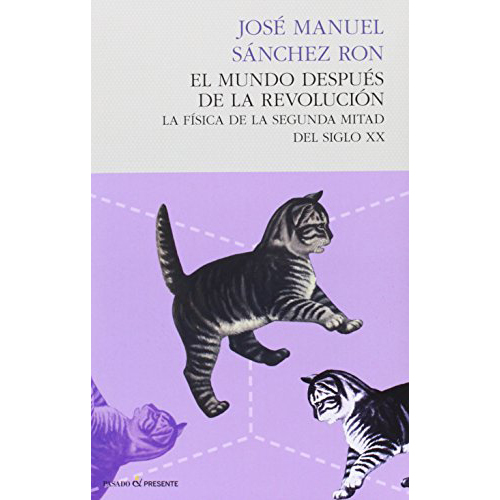 JOSÉ MANUEL
SÁNCHEZ RON
EL MUNDO DESPUÉS
DE LA REVOLUCIÓN
LA FÍSICA DE LA SEGUNDA MITAD
DEL SIGLO XX
PASADO & PRESENTE